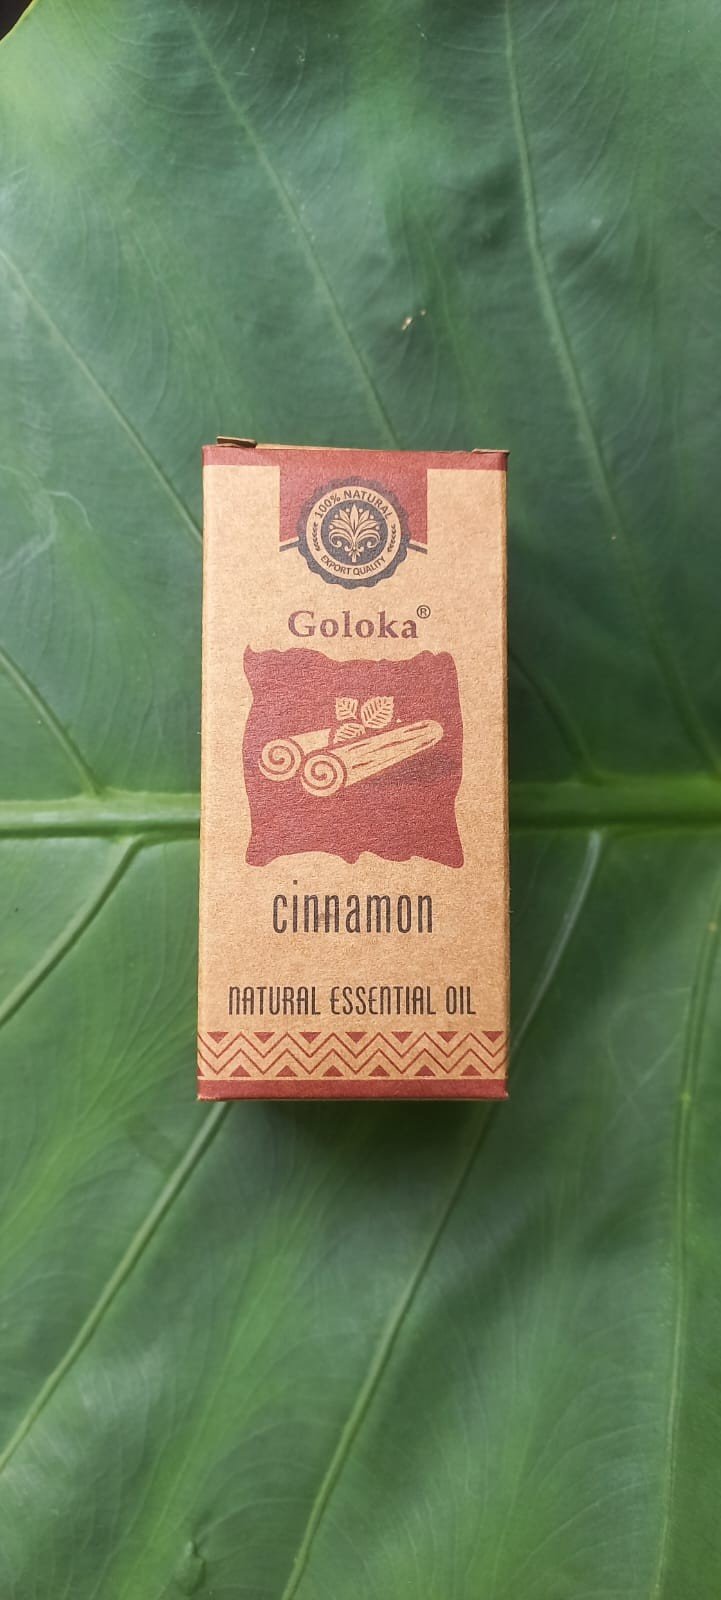 100% NATURAL
EXPORT QUALITY
Goloka®
cinnamon
NATURAL ESSENTIAL OIL